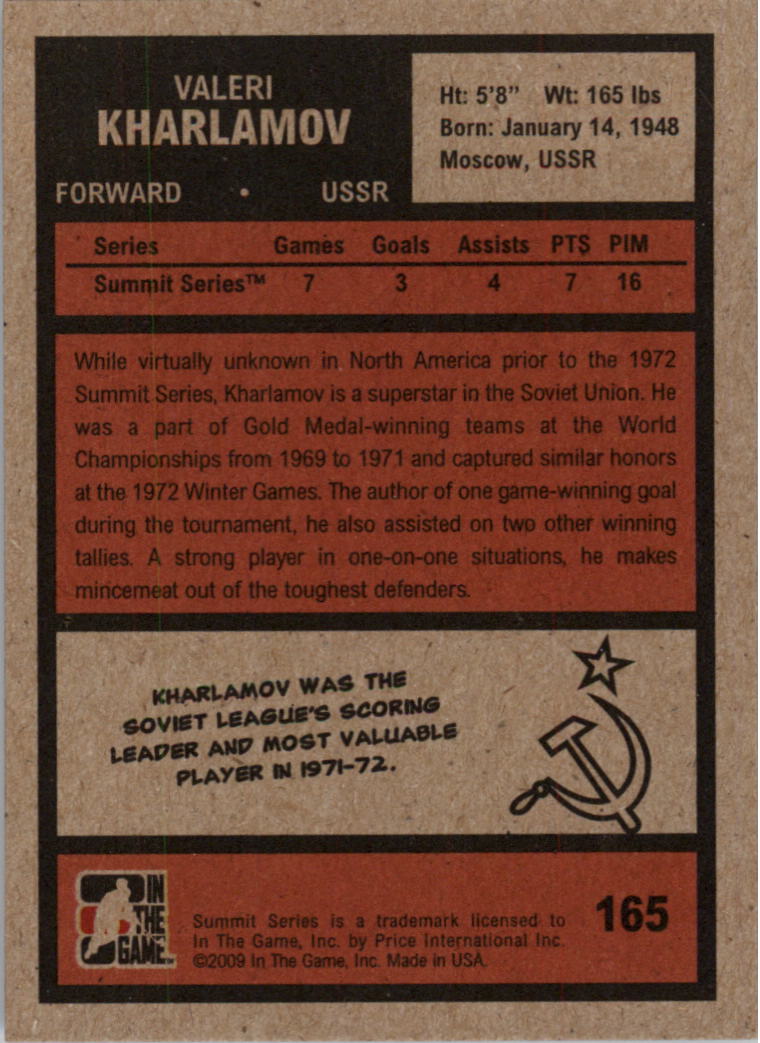 VALERI
KHARLAMOV
FORWARD • USSR
Ht: 5'8" Wt: 165 lbs
Born: January 14, 1948
Moscow, USSR
Series Games Goals Assists PTS PIM
Summit Series™ 7 3 4 7 16
While virtually unknown in North America prior to the 1972
Summit Series, Kharlamov is a superstar in the Soviet Union. He
was a part of Gold Medal-winning teams at the World
Championships from 1969 to 1971 and captured similar honors
at the 1972 Winter Games. The author of one game-winning goal
during the tournament, he also assisted on two other winning
tallies. A strong player in one-on-one situations, he makes
mincemeat out of the toughest defenders.
KHARLAMOV WAS THE
SOVIET LEAGUE'S SCORING
LEADER AND MOST VALUABLE
PLAYER IN 1971-72.
IN
THE
GAME
Summit Series is a trademark licensed to
In The Game, Inc. by Price International Inc.
©2009 In The Game, Inc. Made in USA.
165